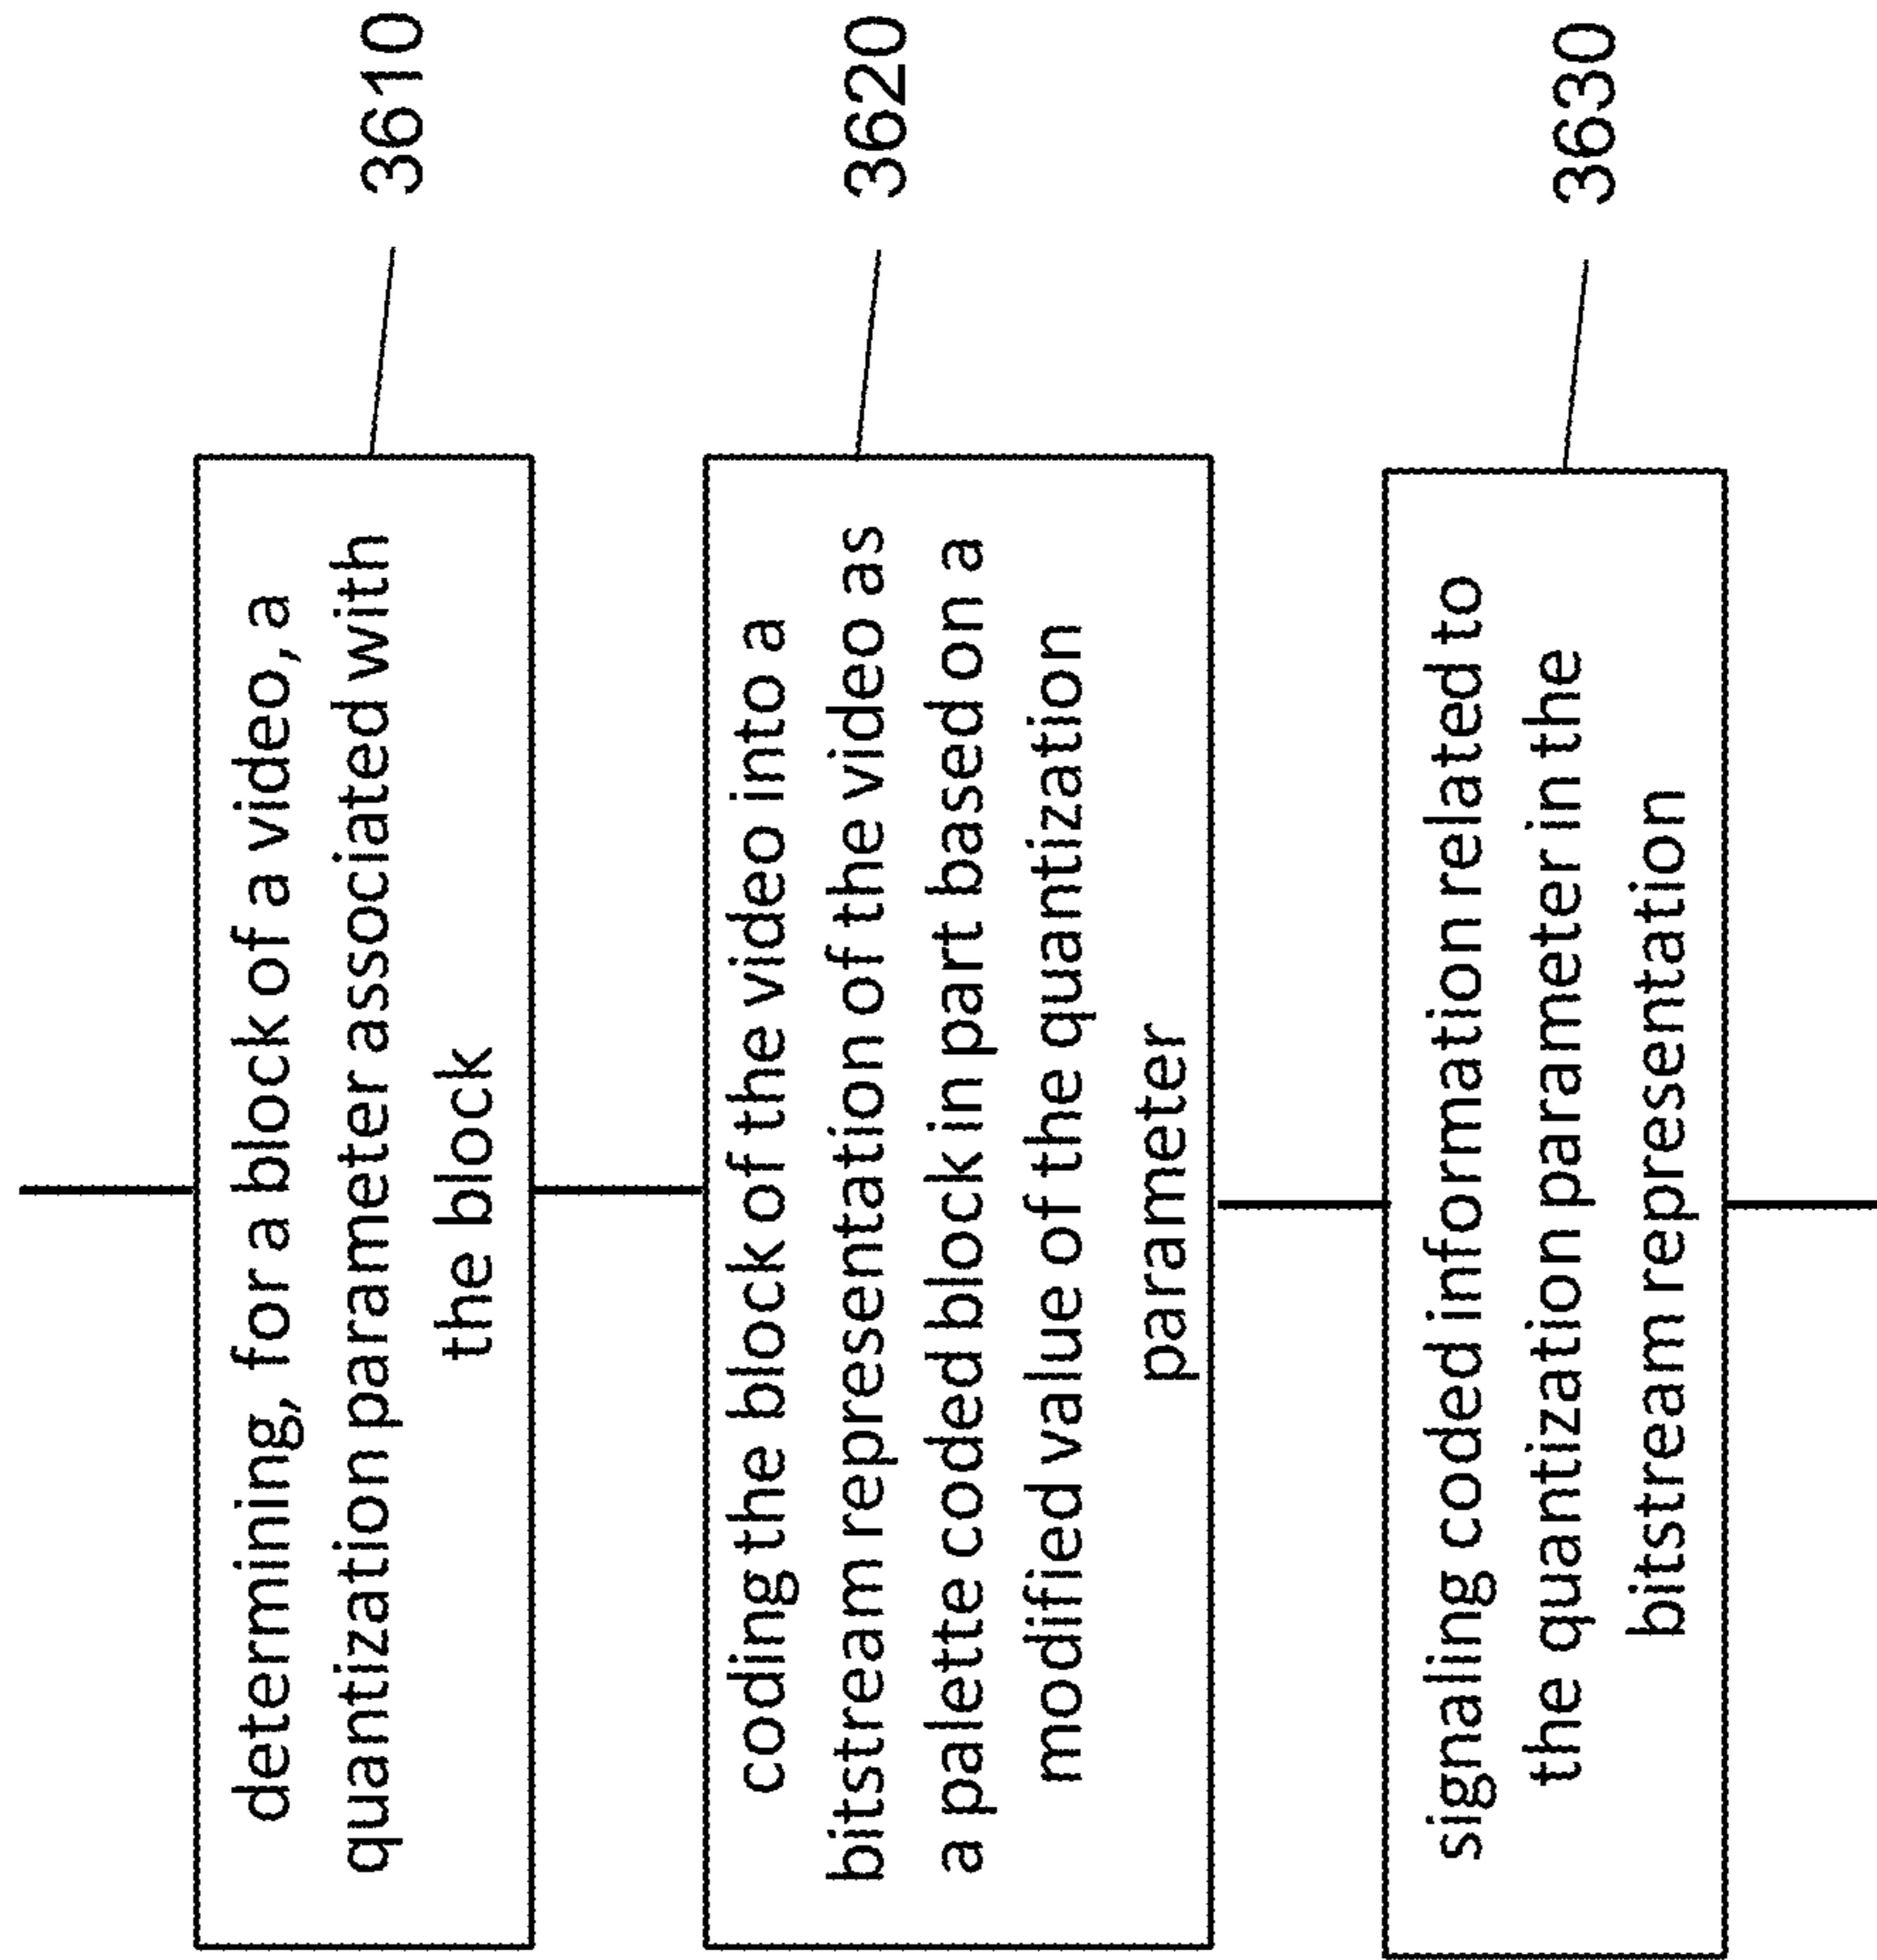 determining, for a block of a video, a
quantization parameter associated with
the block
3610
coding the block of the video into a
bitstream representation of the video as
a palette coded block in part based on a
modified value of the quantization
parameter
3620
signaling coded information related to
the quantization parameter in the
bitstream representation
3630